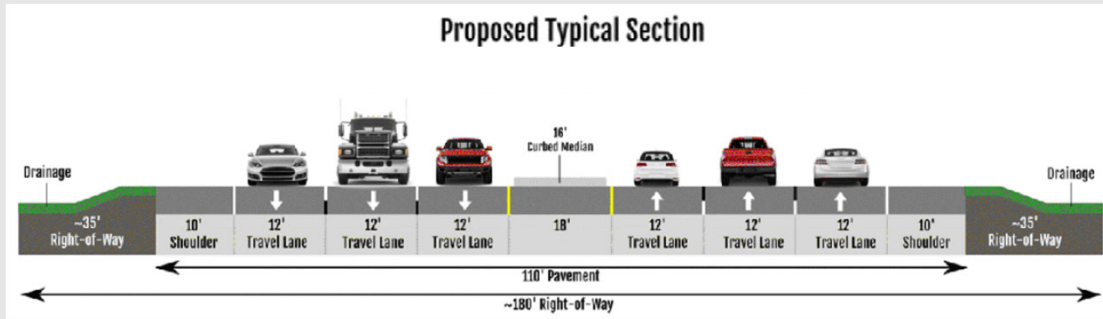 Proposed Typical Section
16'
Curbed Median
Drainage
Drainage
~35'
Right-of-Way
10'
Shoulder
12'
Travel Lane
12'
Travel Lane
12'
Travel Lane
18'
12'
Travel Lane
12'
Travel Lane
12'
Travel Lane
10'
Shoulder
~35'
Right-of-Way
110' Pavement
~180' Right-of-Way